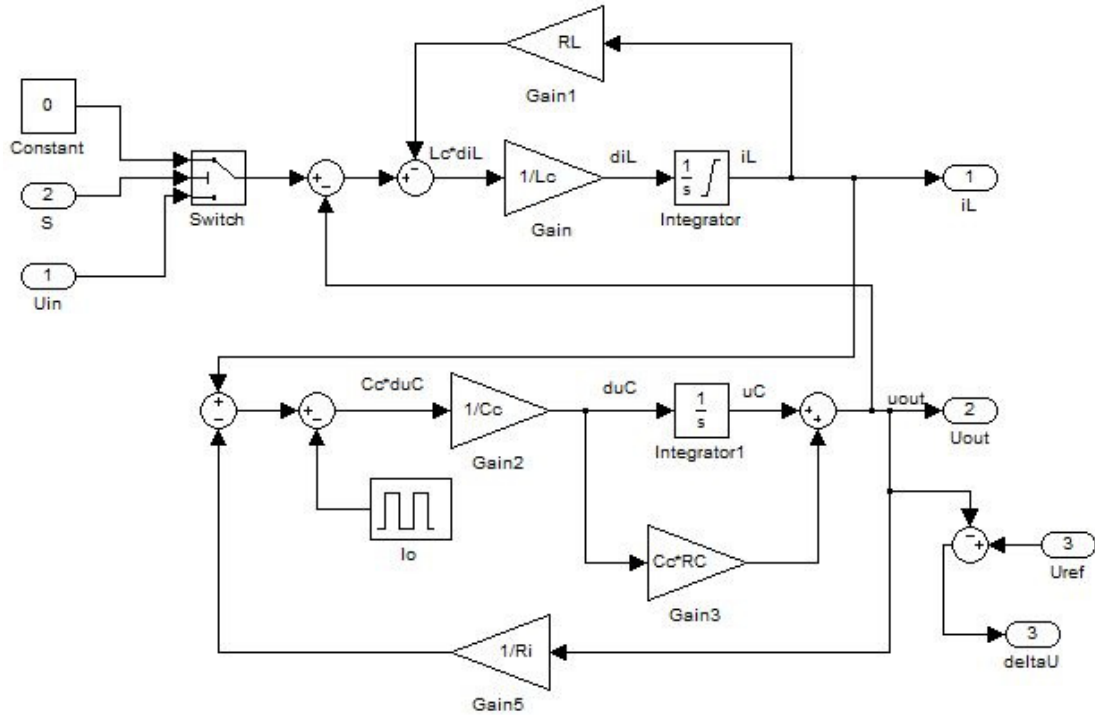 RL
Gain1
0
Constant
2
S
1
Uin
Switch
+
−
+
−
Lc*diL
1/Lc
Gain
diL
1
s
Integrator
iL
1
iL
+
−
+
−
Cc*duC
1/Cc
Gain2
duC
1
s
Integrator1
uC
+
+
uout
2
Uout
Io
Cc*RC
Gain3
−
+
3
Uref
3
deltaU
1/Ri
Gain5